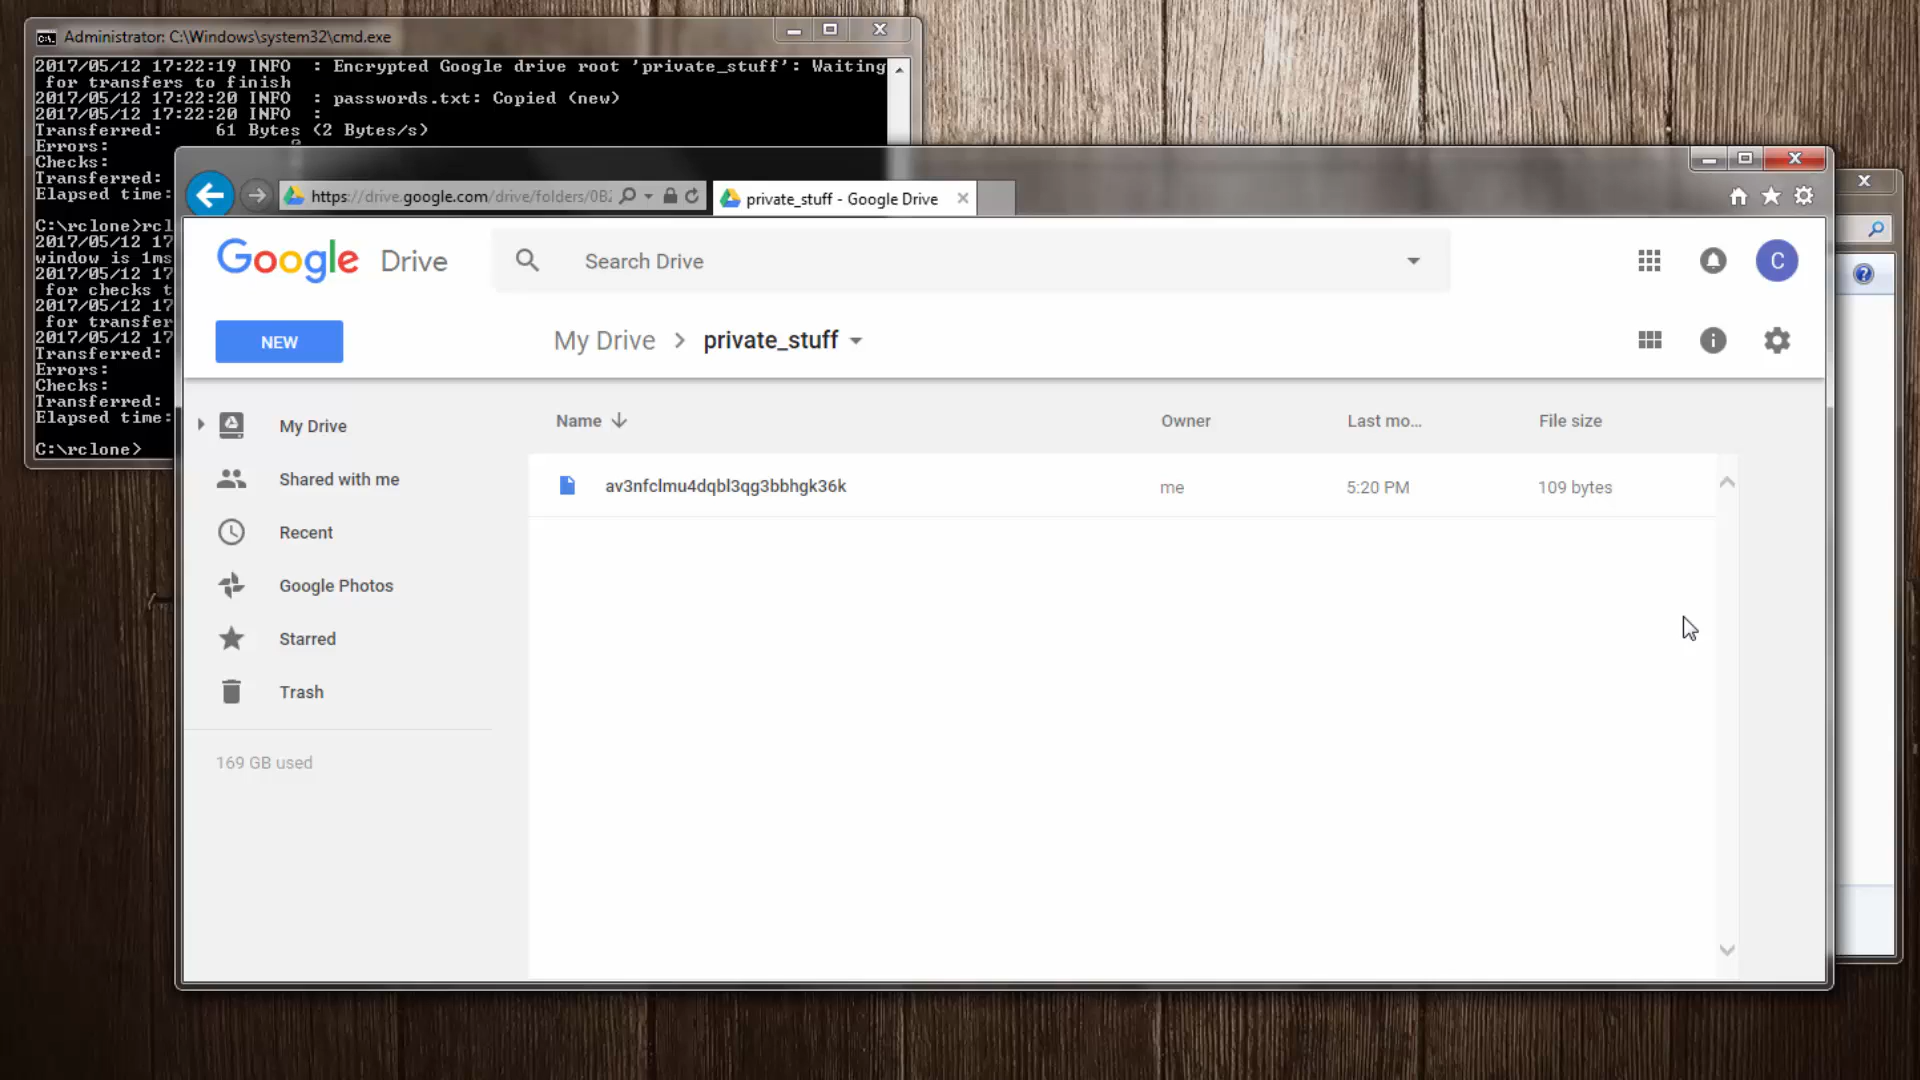 Administrator: C:\Windows\system32\cmd.exe
2017/05/12 17:22:19 INFO  : Encrypted Google drive root 'private_stuff': Waiting
for transfers to finish
2017/05/12 17:22:20 INFO  : passwords.txt: Copied (new)
2017/05/12 17:22:20 INFO  :
Transferred:     61 Bytes (2 Bytes/s)
Errors:
Checks:
Transferred:
Elapsed time:
C:\rclone>rcl
2017/05/12 17
window is 1ms
2017/05/12 17
for checks t
2017/05/12 17
for transfer
2017/05/12 17
Transferred:
Errors:
Checks:
Transferred:
Elapsed time:
C:\rclone>
https://drive.google.com/drive/folders/0B
private_stuff - Google Drive
Google Drive
Search Drive
C
NEW
My Drive > private_stuff
My Drive
Shared with me
Recent
Google Photos
Starred
Trash
169 GB used
Name Owner Last mo... File size
av3nfclmu4dqbl3qg3bbhgk36k me 5:20 PM 109 bytes